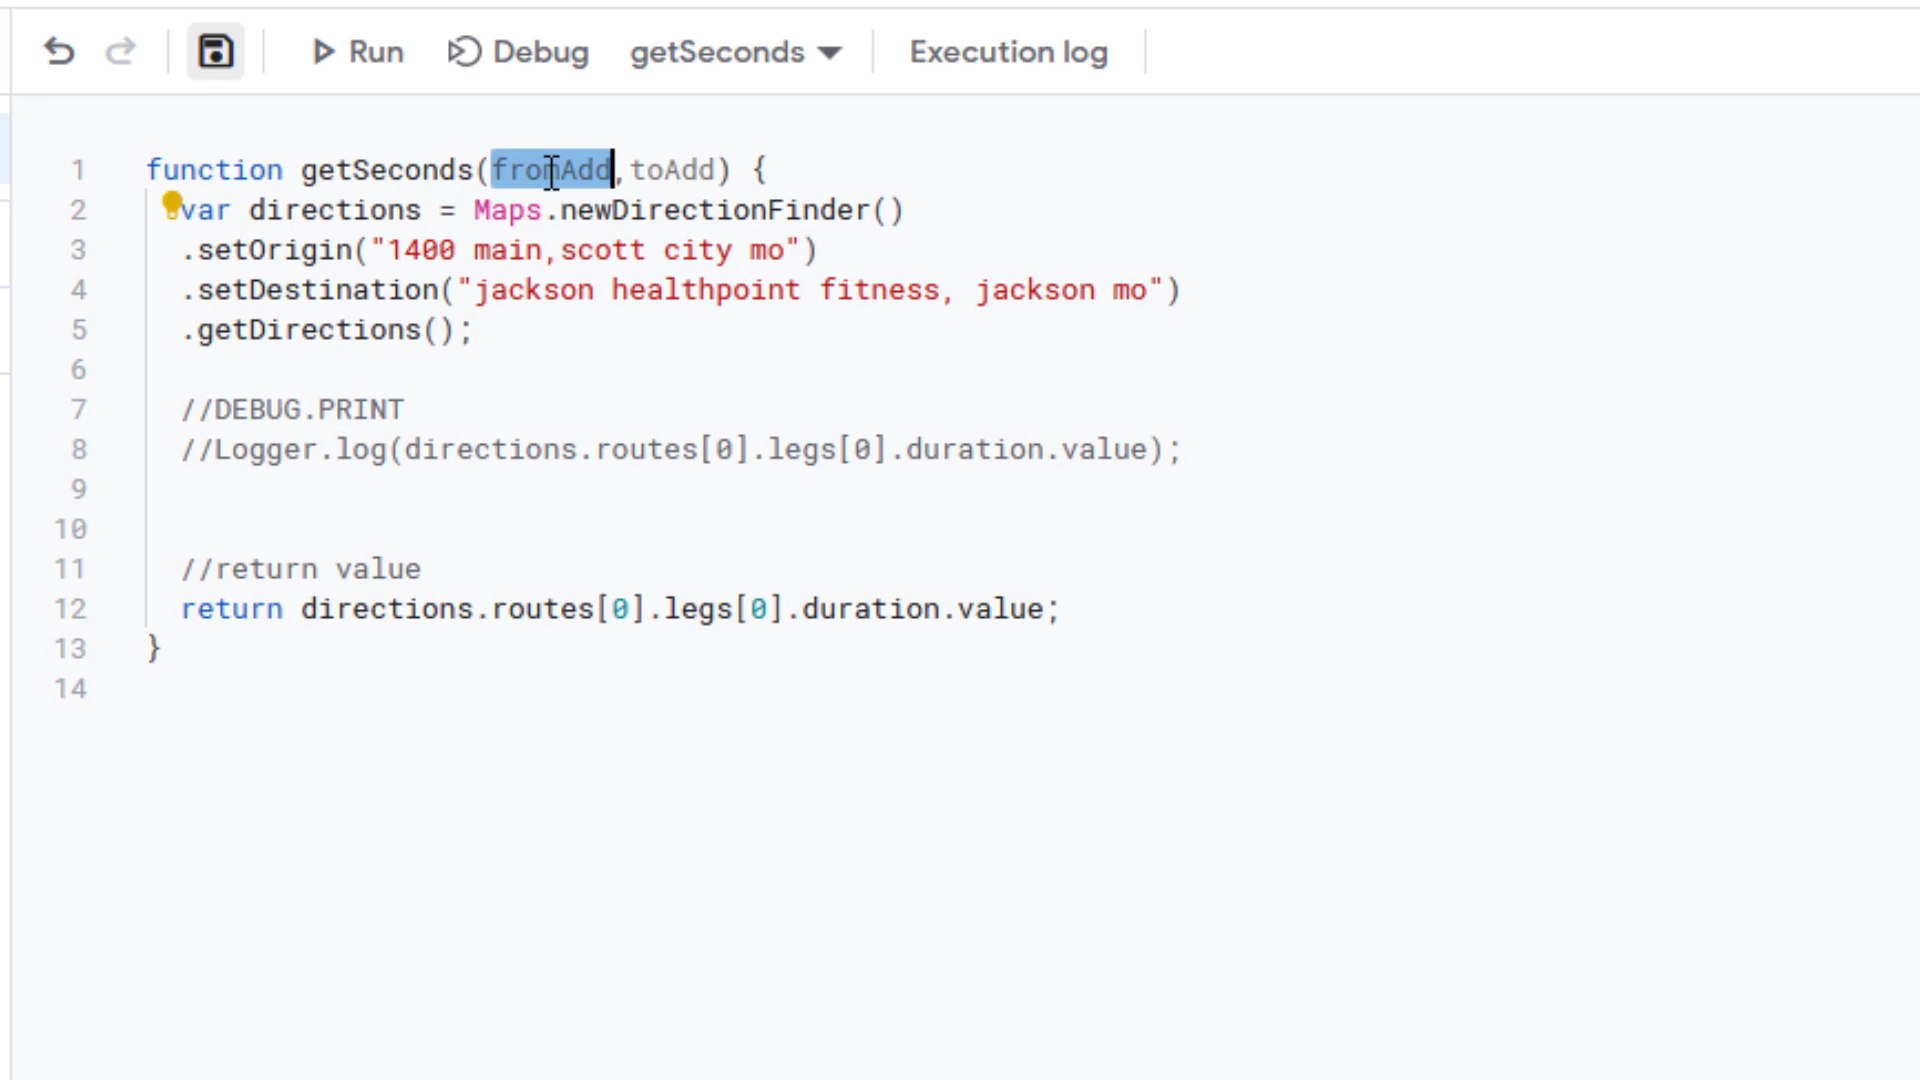 Run Debug getSeconds Execution log
1 function getSeconds(fromAdd,toAdd) {
2 var directions = Maps.newDirectionFinder()
3 .setOrigin("1400 main,scott city mo")
4 .setDestination("jackson healthpoint fitness, jackson mo")
5 .getDirections();
6
7 //DEBUG.PRINT
8 //Logger.log(directions.routes[0].legs[0].duration.value);
9
10
11 //return value
12 return directions.routes[0].legs[0].duration.value;
13 }
14